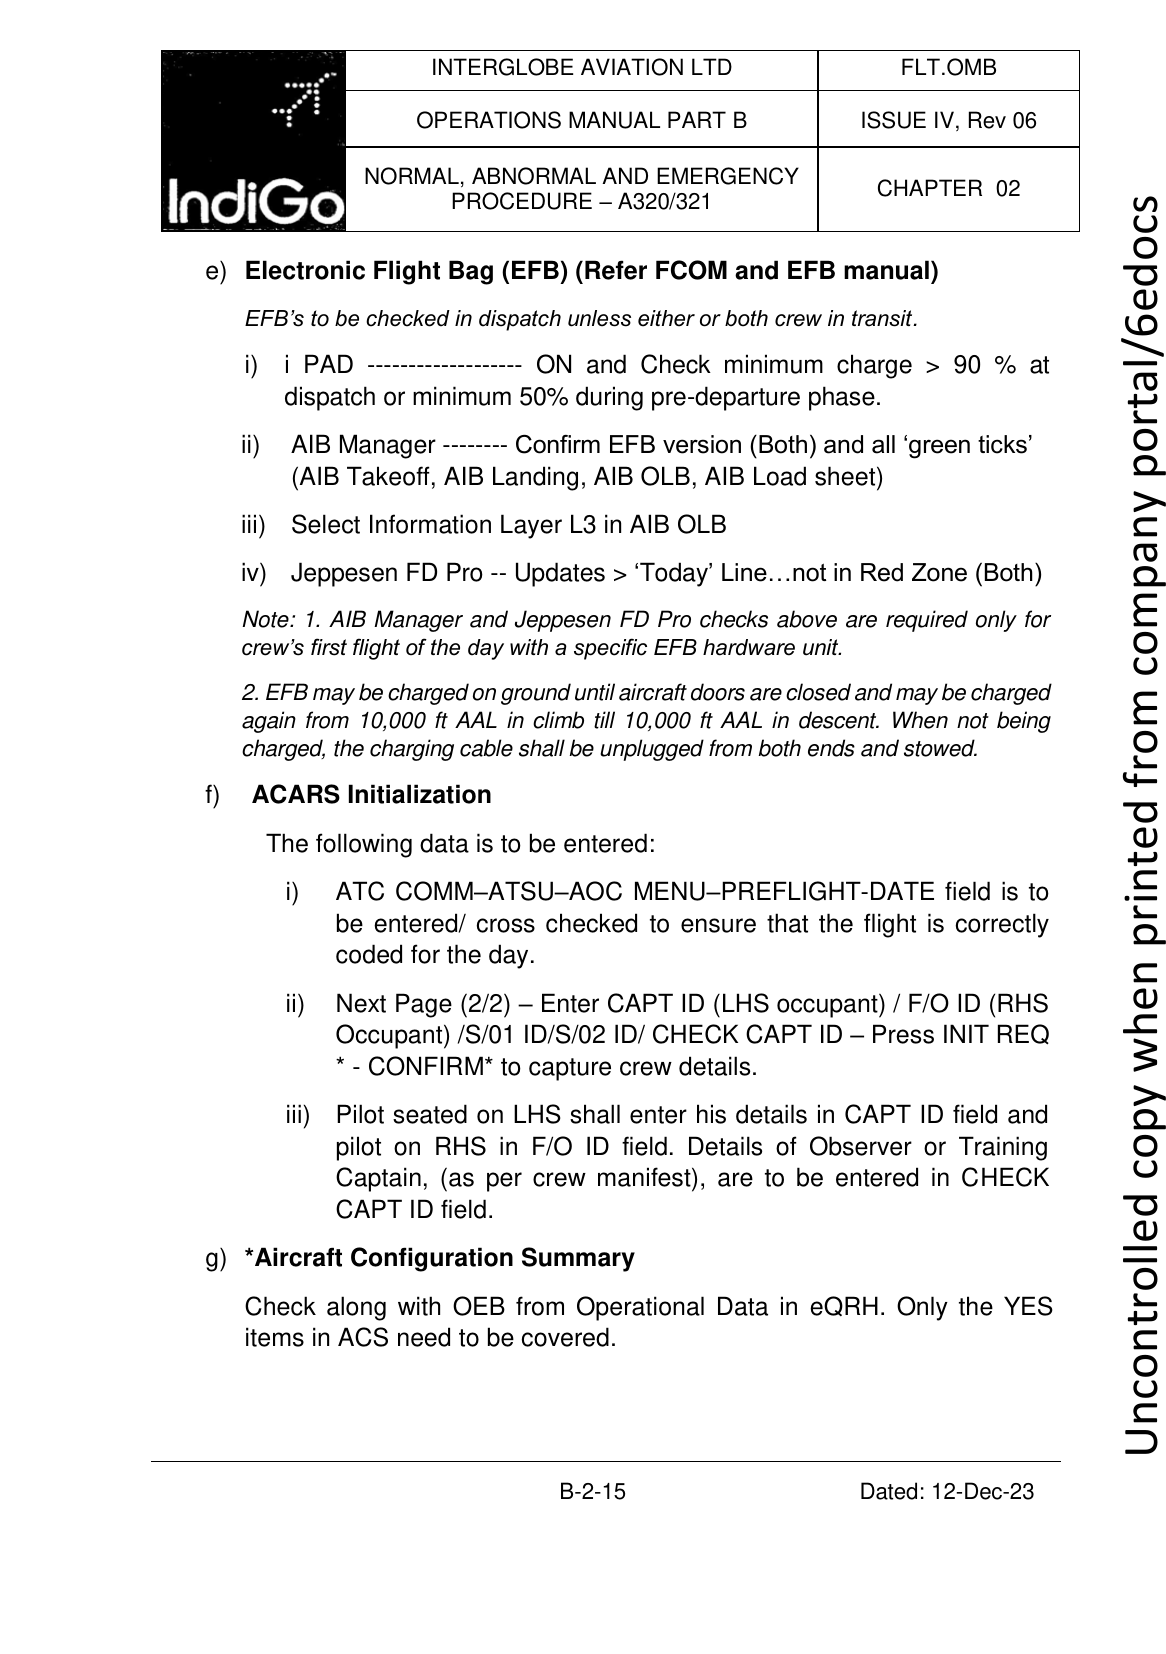 IndiGo
INTERGLOBE AVIATION LTD
FLT.OMB
OPERATIONS MANUAL PART B
ISSUE IV, Rev 06
NORMAL, ABNORMAL AND EMERGENCY
PROCEDURE – A320/321
CHAPTER 02
e) Electronic Flight Bag (EFB) (Refer FCOM and EFB manual)
EFB’s to be checked in dispatch unless either or both crew in transit.
i) i PAD ------------------- ON and Check minimum charge > 90 % at
dispatch or minimum 50% during pre-departure phase.
ii) AIB Manager -------- Confirm EFB version (Both) and all ‘green ticks’
(AIB Takeoff, AIB Landing, AIB OLB, AIB Load sheet)
iii) Select Information Layer L3 in AIB OLB
iv) Jeppesen FD Pro -- Updates > ‘Today’ Line…not in Red Zone (Both)
Note: 1. AIB Manager and Jeppesen FD Pro checks above are required only for
crew’s first flight of the day with a specific EFB hardware unit.
2. EFB may be charged on ground until aircraft doors are closed and may be charged
again from 10,000 ft AAL in climb till 10,000 ft AAL in descent. When not being
charged, the charging cable shall be unplugged from both ends and stowed.
f) ACARS Initialization
The following data is to be entered:
i) ATC COMM–ATSU–AOC MENU–PREFLIGHT-DATE field is to
be entered/ cross checked to ensure that the flight is correctly
coded for the day.
ii) Next Page (2/2) – Enter CAPT ID (LHS occupant) / F/O ID (RHS
Occupant) /S/01 ID/S/02 ID/ CHECK CAPT ID – Press INIT REQ
* - CONFIRM* to capture crew details.
iii) Pilot seated on LHS shall enter his details in CAPT ID field and
pilot on RHS in F/O ID field. Details of Observer or Training
Captain, (as per crew manifest), are to be entered in CHECK
CAPT ID field.
g) *Aircraft Configuration Summary
Check along with OEB from Operational Data in eQRH. Only the YES
items in ACS need to be covered.
B-2-15
Dated: 12-Dec-23
Uncontrolled copy when printed from company portal/6edocs